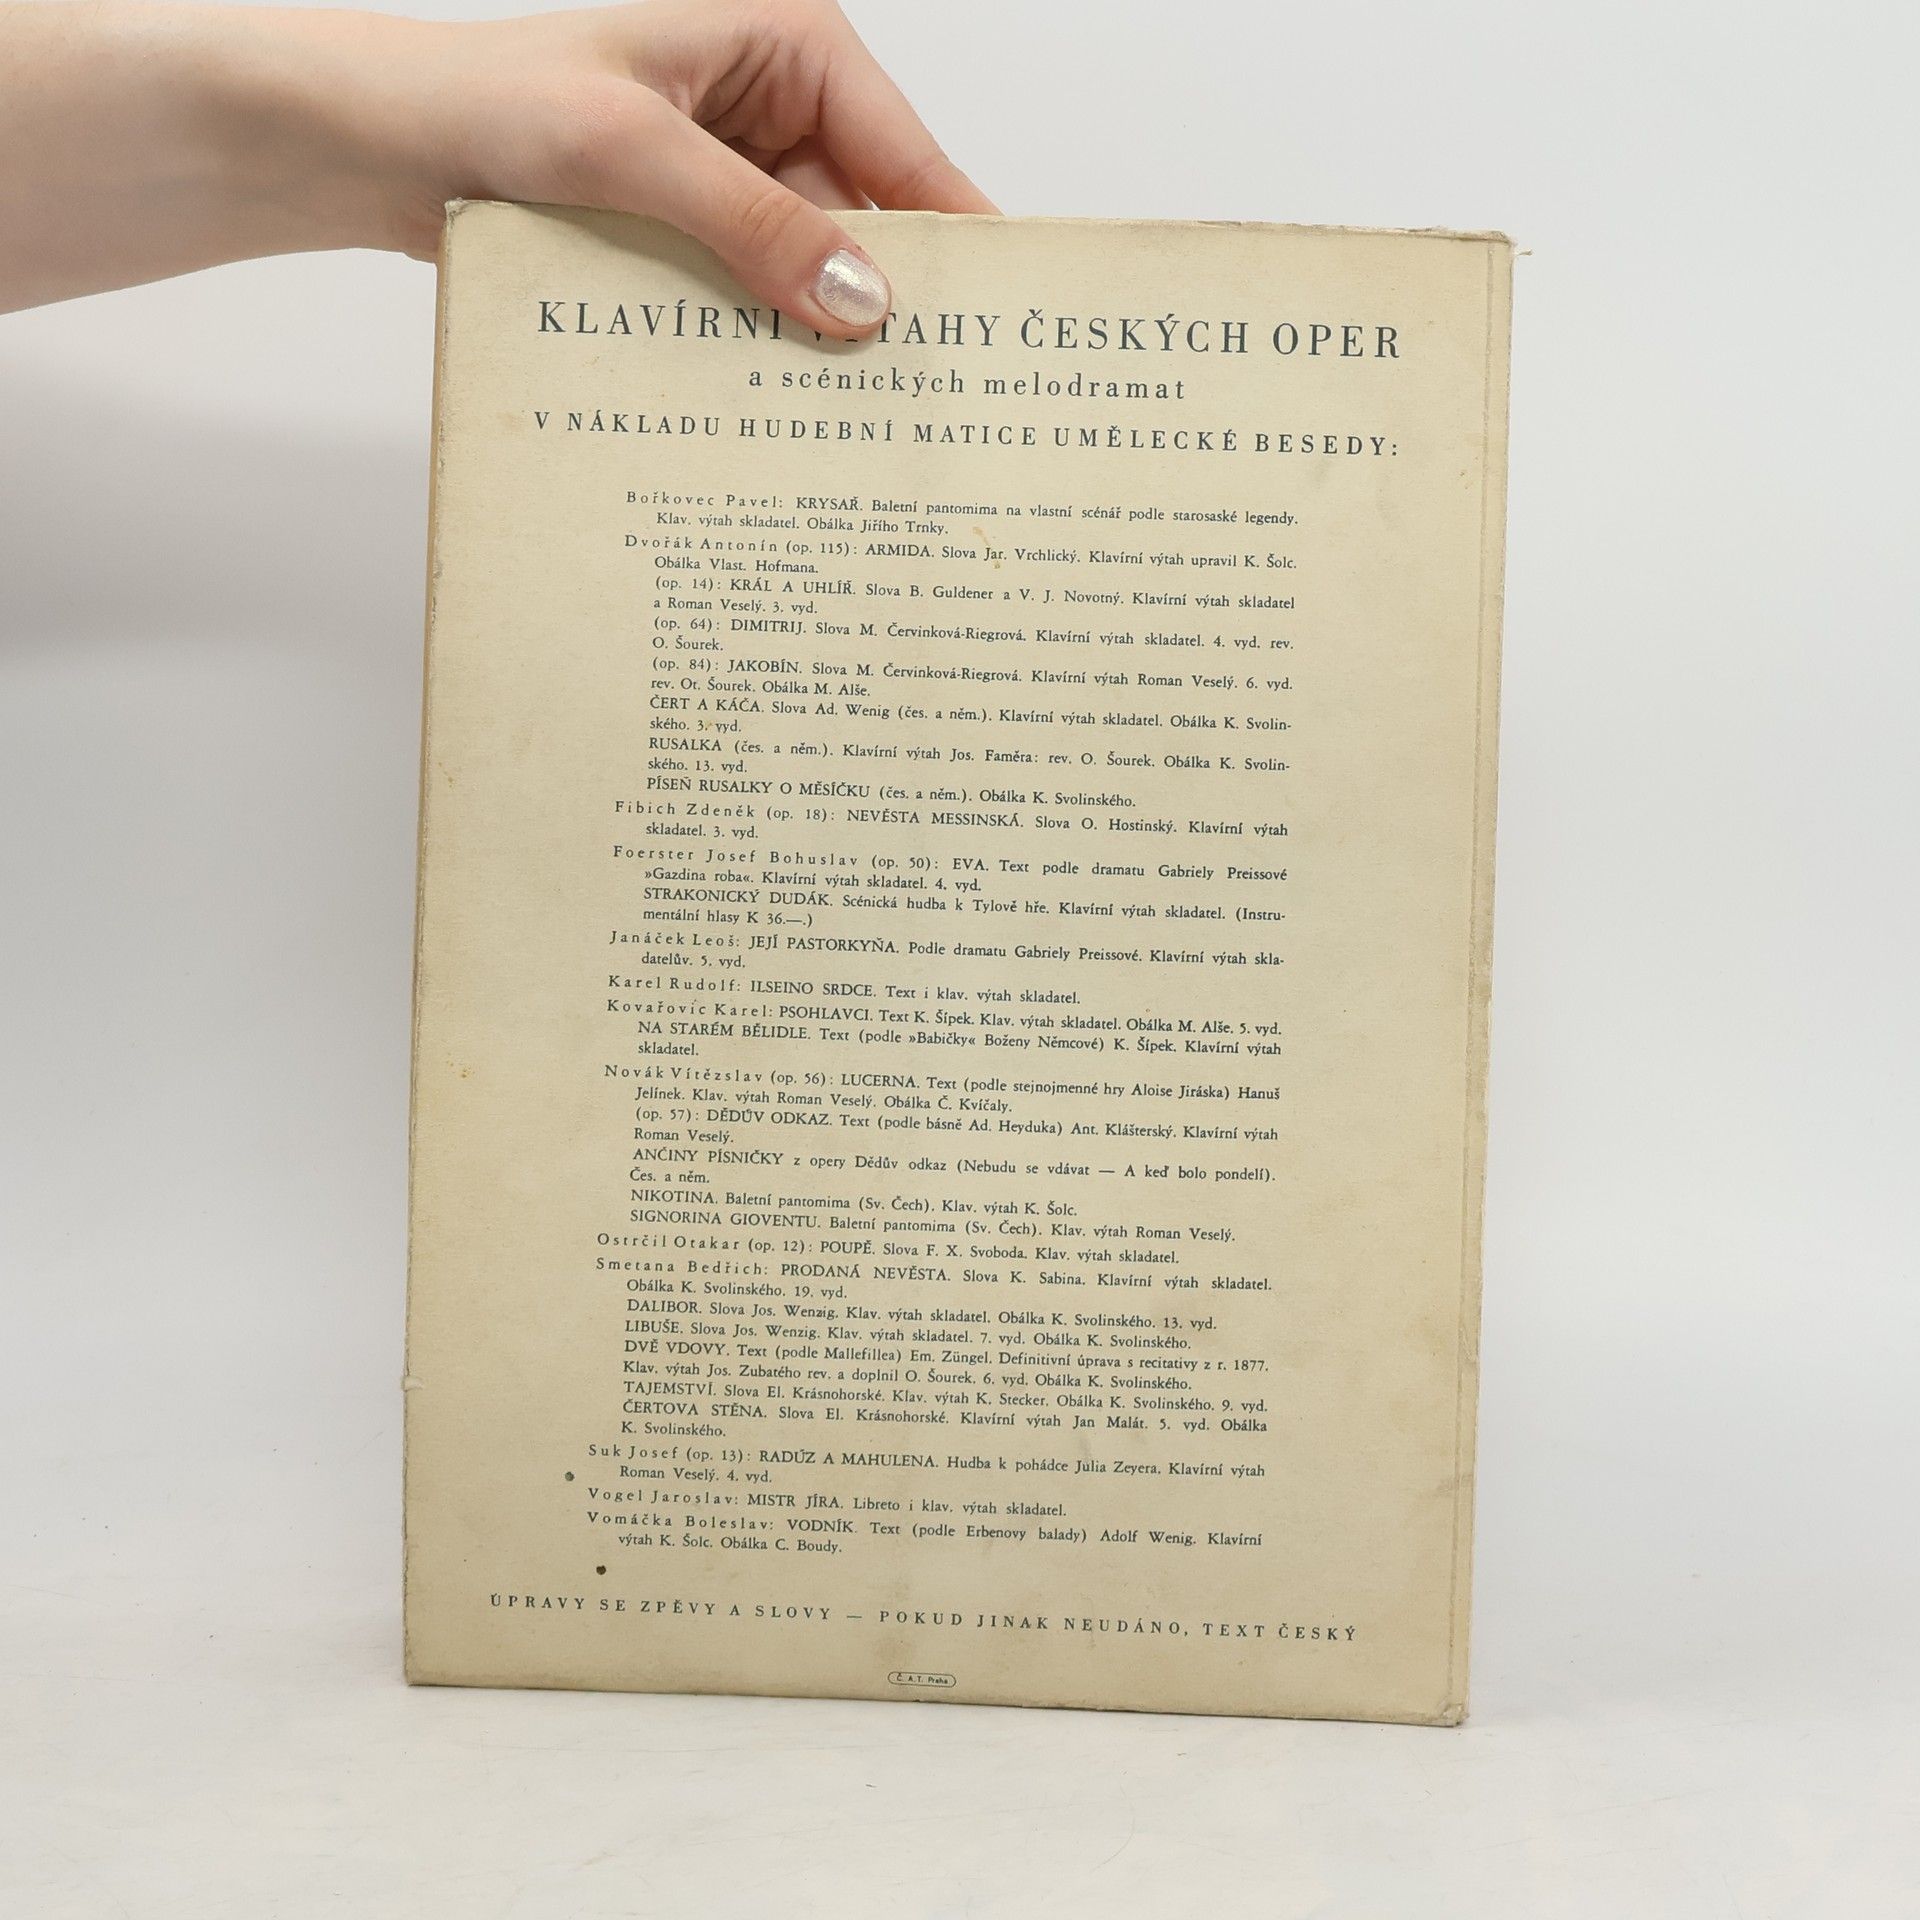 KLAVÍRNÍ VÝTAHY ČESKÝCH OPER
a scénických melodramat
V NÁKLADU HUDEBNÍ MATICE UMĚLECKÉ BESEDY:
Bořkovec Pavel: KRYSAŘ. Baletní pantomima na vlastní scénář podle starosaské legendy.
Klav. výtah skladatel. Obálka Jiřího Trnky.
Dvořák Antonín (op. 115): ARMIDA. Slova Jar. Vrchlický. Klavírní výtah upravil K. Šolc.
Obálka Vlast. Hofmana.
(op. 14): KRÁL A UHLÍŘ. Slova B. Guldener a V. J. Novotný. Klavírní výtah skladatel
a Roman Veselý. 3. vyd.
(op. 64): DIMITRIJ. Slova M. Červinková-Riegrová. Klavírní výtah skladatel. 4. vyd. rev.
O. Šourek.
(op. 84): JAKOBÍN. Slova M. Červinková-Riegrová. Klavírní výtah Roman Veselý. 6. vyd.
rev. Ot. Šourek. Obálka M. Alše.
ČERT A KÁČA. Slova Ad. Wenig (čes. a něm.). Klavírní výtah skladatel. Obálka K. Svolin-
ského. 3. vyd.
RUSALKA (čes. a něm.). Klavírní výtah Jos. Faměra: rev. O. Šourek. Obálka K. Svolin-
ského. 13. vyd.
PÍSEŇ RUSALKY O MĚSÍČKU (čes. a něm.). Obálka K. Svolinského.
Fibich Zdeněk (op. 18): NEVĚSTA MESSINSKÁ. Slova O. Hostinský. Klavírní výtah
skladatel. 3. vyd.
Foerster Josef Bohuslav (op. 50): EVA. Text podle dramatu Gabriely Preissové
»Gazdina roba«. Klavírní výtah skladatel. 4. vyd.
STRAKONICKÝ DUDÁK. Scénická hudba k Tylově hře. Klavírní výtah skladatel. (Instru-
mentální hlasy K 36.—.)
Janáček Leoš: JEJÍ PASTORKYŇA. Podle dramatu Gabriely Preissové. Klavírní výtah skla-
datelův. 5. vyd.
Karel Rudolf: ILSEINO SRDCE. Text i klav. výtah skladatel.
Kovařovic Karel: PSOHLAVCI. Text K. Šípek. Klav. výtah skladatel. Obálka M. Alše. 5. vyd.
NA STARÉM BĚLIDLE. Text (podle »Babičky« Boženy Němcové) K. Šípek. Klavírní výtah
skladatel.
Novák Vítězslav (op. 56): LUCERNA. Text (podle stejnojmenné hry Aloise Jiráska) Hanuš
Jelínek. Klav. výtah Roman Veselý. Obálka Č. Kvíčaly.
(op. 57): DĚDŮV ODKAZ. Text (podle básně Ad. Heyduka) Ant. Klášterský. Klavírní výtah
Roman Veselý.
ANČINY PÍSNIČKY z opery Dědův odkaz (Nebudu se vdávat — A keď bolo pondelí).
Čes. a něm.
NIKOTINA. Baletní pantomima (Sv. Čech). Klav. výtah K. Šolc.
SIGNORINA GIOVENTU. Baletní pantomima (Sv. Čech). Klav. výtah Roman Veselý.
Ostrčil Otakar (op. 12): POUPĚ. Slova F. X. Svoboda. Klav. výtah skladatel.
Smetana Bedřich: PRODANÁ NEVĚSTA. Slova K. Sabina. Klavírní výtah skladatel.
Obálka K. Svolinského. 19. vyd.
DALIBOR. Slova Jos. Wenzig. Klav. výtah skladatel. Obálka K. Svolinského. 13. vyd.
LIBUŠE. Slova Jos. Wenzig. Klav. výtah skladatel. 7. vyd. Obálka K. Svolinského.
DVĚ VDOVY. Text (podle Mallefillea) Em. Züngel. Definitivní úprava s recitativy z r. 1877.
Klav. výtah Jos. Zubatého rev. a doplnil O. Šourek. 6. vyd. Obálka K. Svolinského.
TAJEMSTVÍ. Slova El. Krásnohorské. Klav. výtah K. Stecker. Obálka K. Svolinského. 9. vyd.
ČERTOVA STĚNA. Slova El. Krásnohorské. Klavírní výtah Jan Malát. 5. vyd. Obálka
K. Svolinského.
Suk Josef (op. 13): RADÚZ A MAHULENA. Hudba k pohádce Julia Zeyera. Klavírní výtah
Roman Veselý. 4. vyd.
Vogel Jaroslav: MISTR JÍRA. Libreto i klav. výtah skladatel.
Vomáčka Boleslav: VODNÍK. Text (podle Erbenovy balady) Adolf Wenig. Klavírní
výtah K. Šolc. Obálka C. Boudy.
ÚPRAVY SE ZPĚVY A SLOVY — POKUD JINAK NEUDÁNO, TEXT ČESKÝ
Č. A. T. Praha